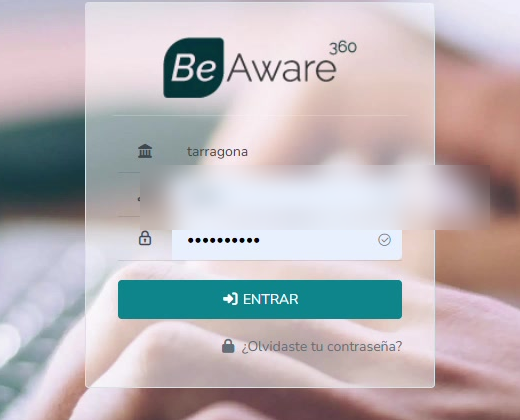 Be Aware 360
tarragona
••••••••••
ENTRAR
¿Olvidaste tu contraseña?